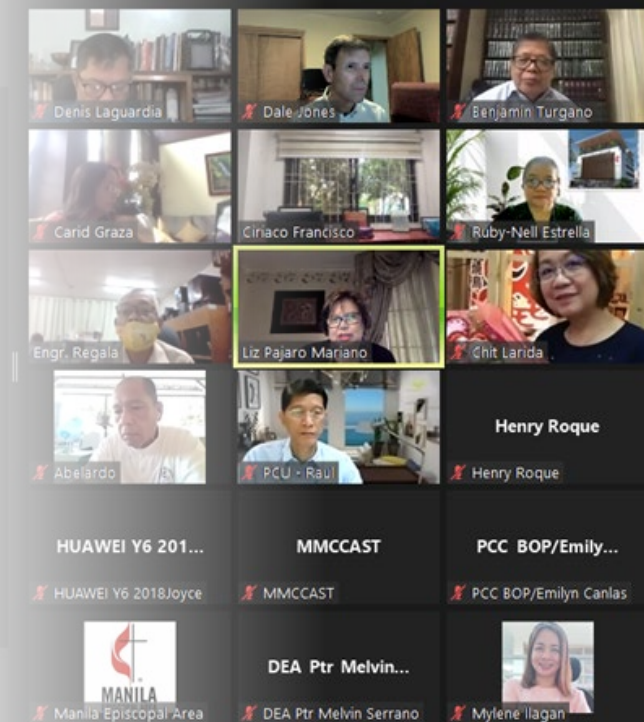 Denis Laguardia
Dale Jones
Benjamin Turgano
Carid Graza
Ciriaco Francisco
Ruby-Nell Estrella
Engr. Regala
Liz Pajaro Mariano
Chit Larida
Abelardo
PCU - Raul
Henry Roque
Henry Roque
HUAWEI Y6 201...
MMCCAST
PCC BOP/Emily...
HUAWEI Y6 2018Joyce
MMCCAST
PCC BOP/Emilyn Canlas
MANILA
DEA Ptr Melvin...
Manila Episcopal Area
DEA Ptr Melvin Serrano
Mylene Ilagan